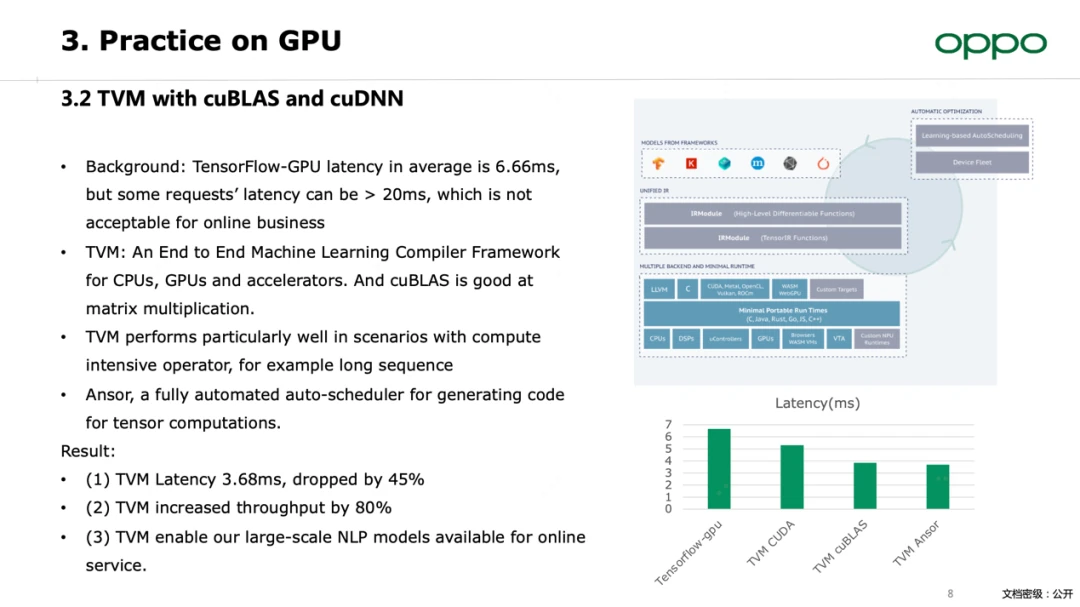 3. Practice on GPU
oppo
3.2 TVM with cuBLAS and cuDNN
• Background: TensorFlow-GPU latency in average is 6.66ms,
but some requests’ latency can be > 20ms, which is not
acceptable for online business
• TVM: An End to End Machine Learning Compiler Framework
for CPUs, GPUs and accelerators. And cuBLAS is good at
matrix multiplication.
• TVM performs particularly well in scenarios with compute
intensive operator, for example long sequence
• Ansor, a fully automated auto-scheduler for generating code
for tensor computations.
Result:
• (1) TVM Latency 3.68ms, dropped by 45%
• (2) TVM increased throughput by 80%
• (3) TVM enable our large-scale NLP models available for online
service.
AUTOMATIC OPTIMIZATION
Learning-based AutoScheduling
Device Fleet
MODELS FROM FRAMEWORKS
K
m
UNIFIED IR
IRModule (High-Level Differentiable Functions)
IRModule (TensorIR Functions)
MULTIPLE BACKEND AND MINIMAL RUNTIME
LLVM
C
CUDA, Metal, OpenCL,
Vulkan, ROCm
WASM
WebGPU
Custom Targets
Minimal Portable Run Times
(C, Java, Rust, Go, JS, C++)
CPUs
DSPs
uControllers
GPUs
Browsers
WASM VMs
VTA
Custom NPU
Runtimes
Latency(ms)
7
6
5
4
3
2
1
0
Tensorflow-gpu
TVM CUDA
TVM cuBLAS
TVM Ansor
8
文档密级：公开